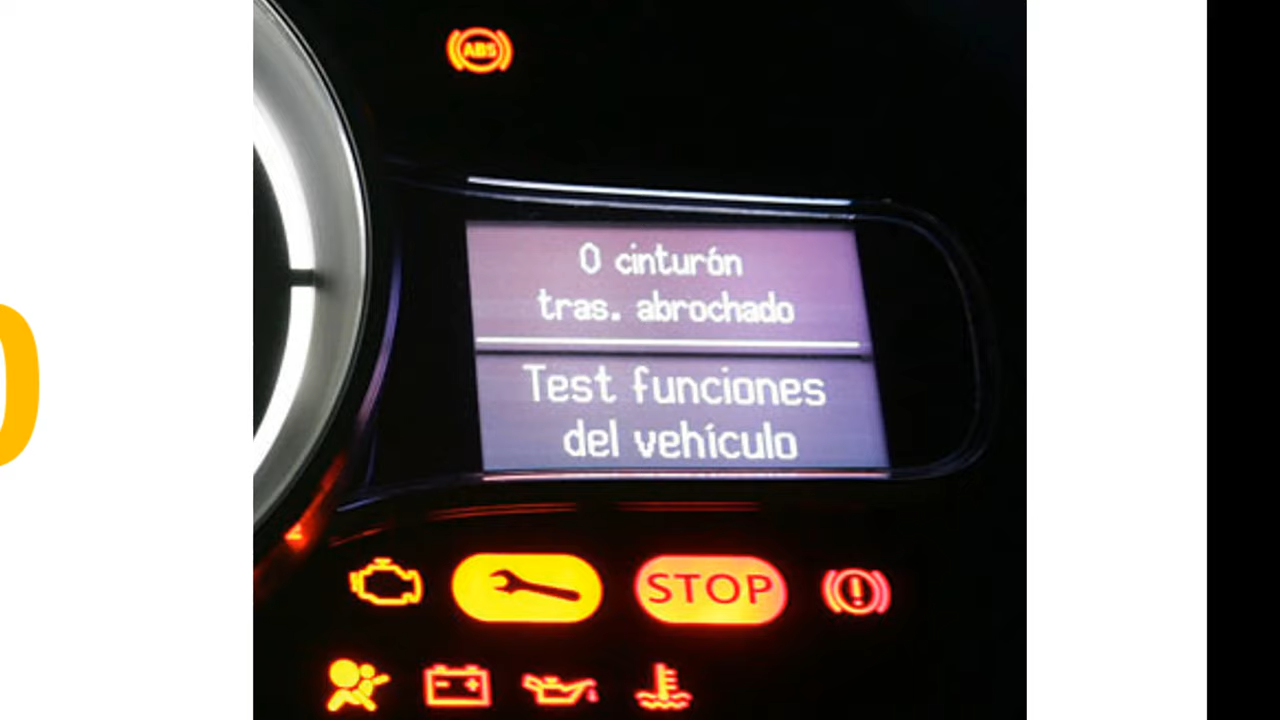 ABS
0 cinturón
tras. abrochado
Test funciones
del vehículo
STOP